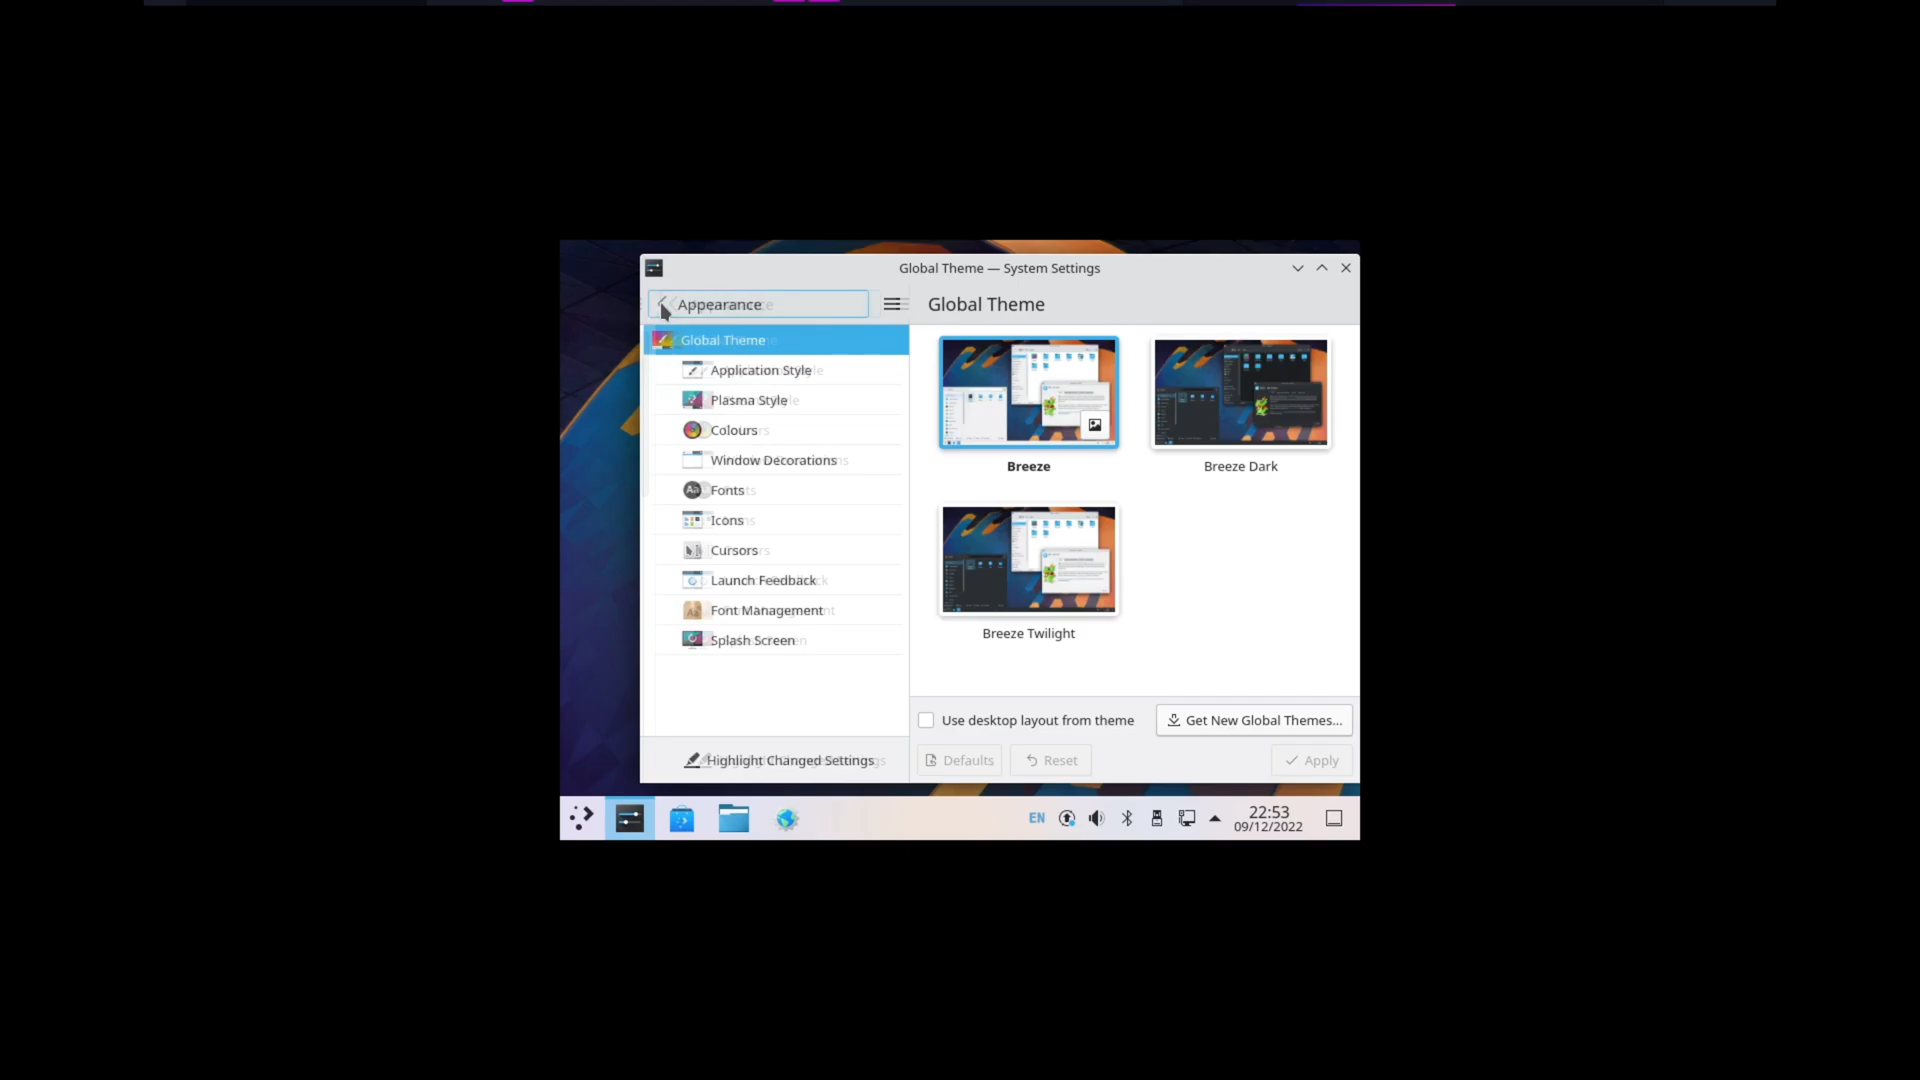 Global Theme — System Settings
Appearance
Global Theme
Global Theme
Application Style
Plasma Style
Colours
Window Decorations
Fonts
Icons
Cursors
Launch Feedback
Font Management
Splash Screen
Highlight Changed Settings
Breeze
Breeze Dark
Breeze Twilight
Use desktop layout from theme
Get New Global Themes...
Defaults
Reset
Apply
EN
22:53
09/12/2022